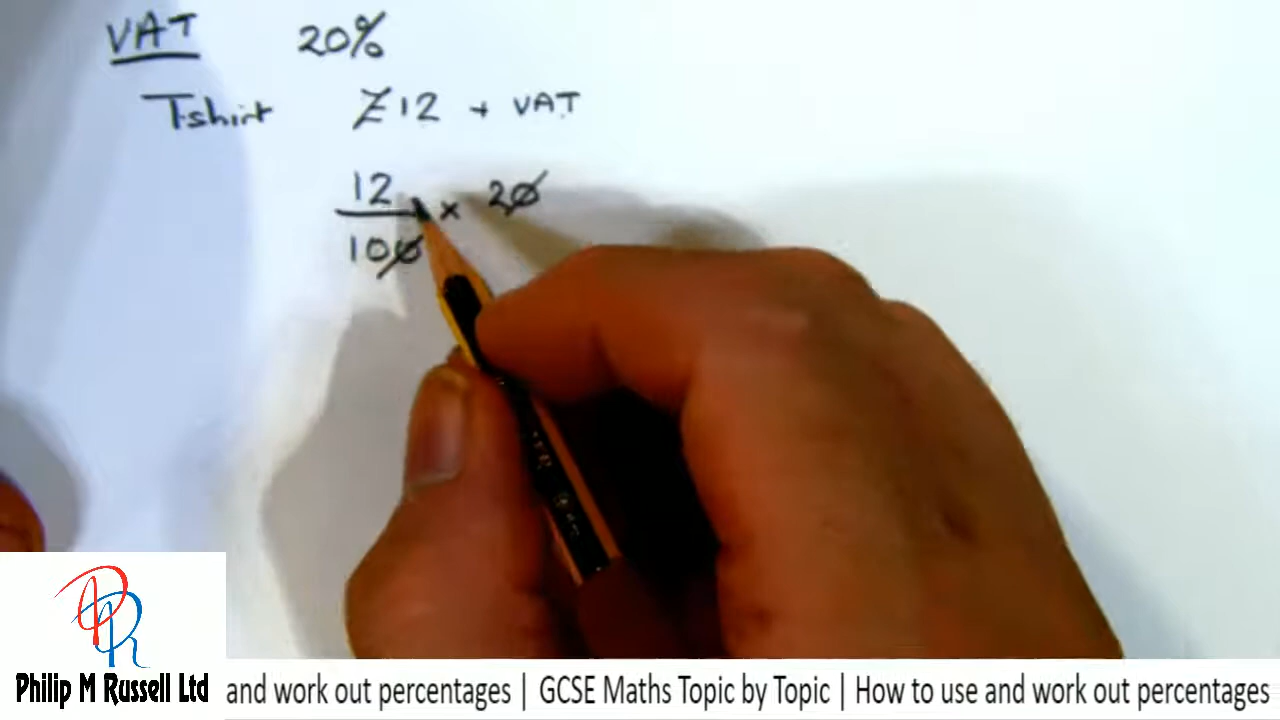 VAT 20%
T-shirt £12 + VAT
12 × 20
100
Philip M Russell Ltd
and work out percentages | GCSE Maths Topic by Topic | How to use and work out percentages